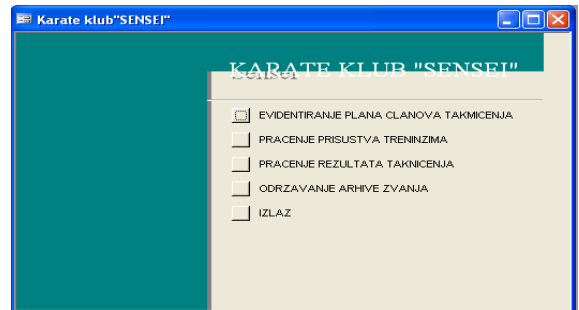 Karate klub"SENSEI"
KARATE KLUB "SENSEI"
Sensei
EVIDENTIRANJE PLANA CLANOVA TAKMICENJA
PRACENJE PRISUSTVA TRENINZIMA
PRACENJE REZULTATA TAKNICENJA
ODRZAVANJE ARHIVE ZVANJA
IZLAZ